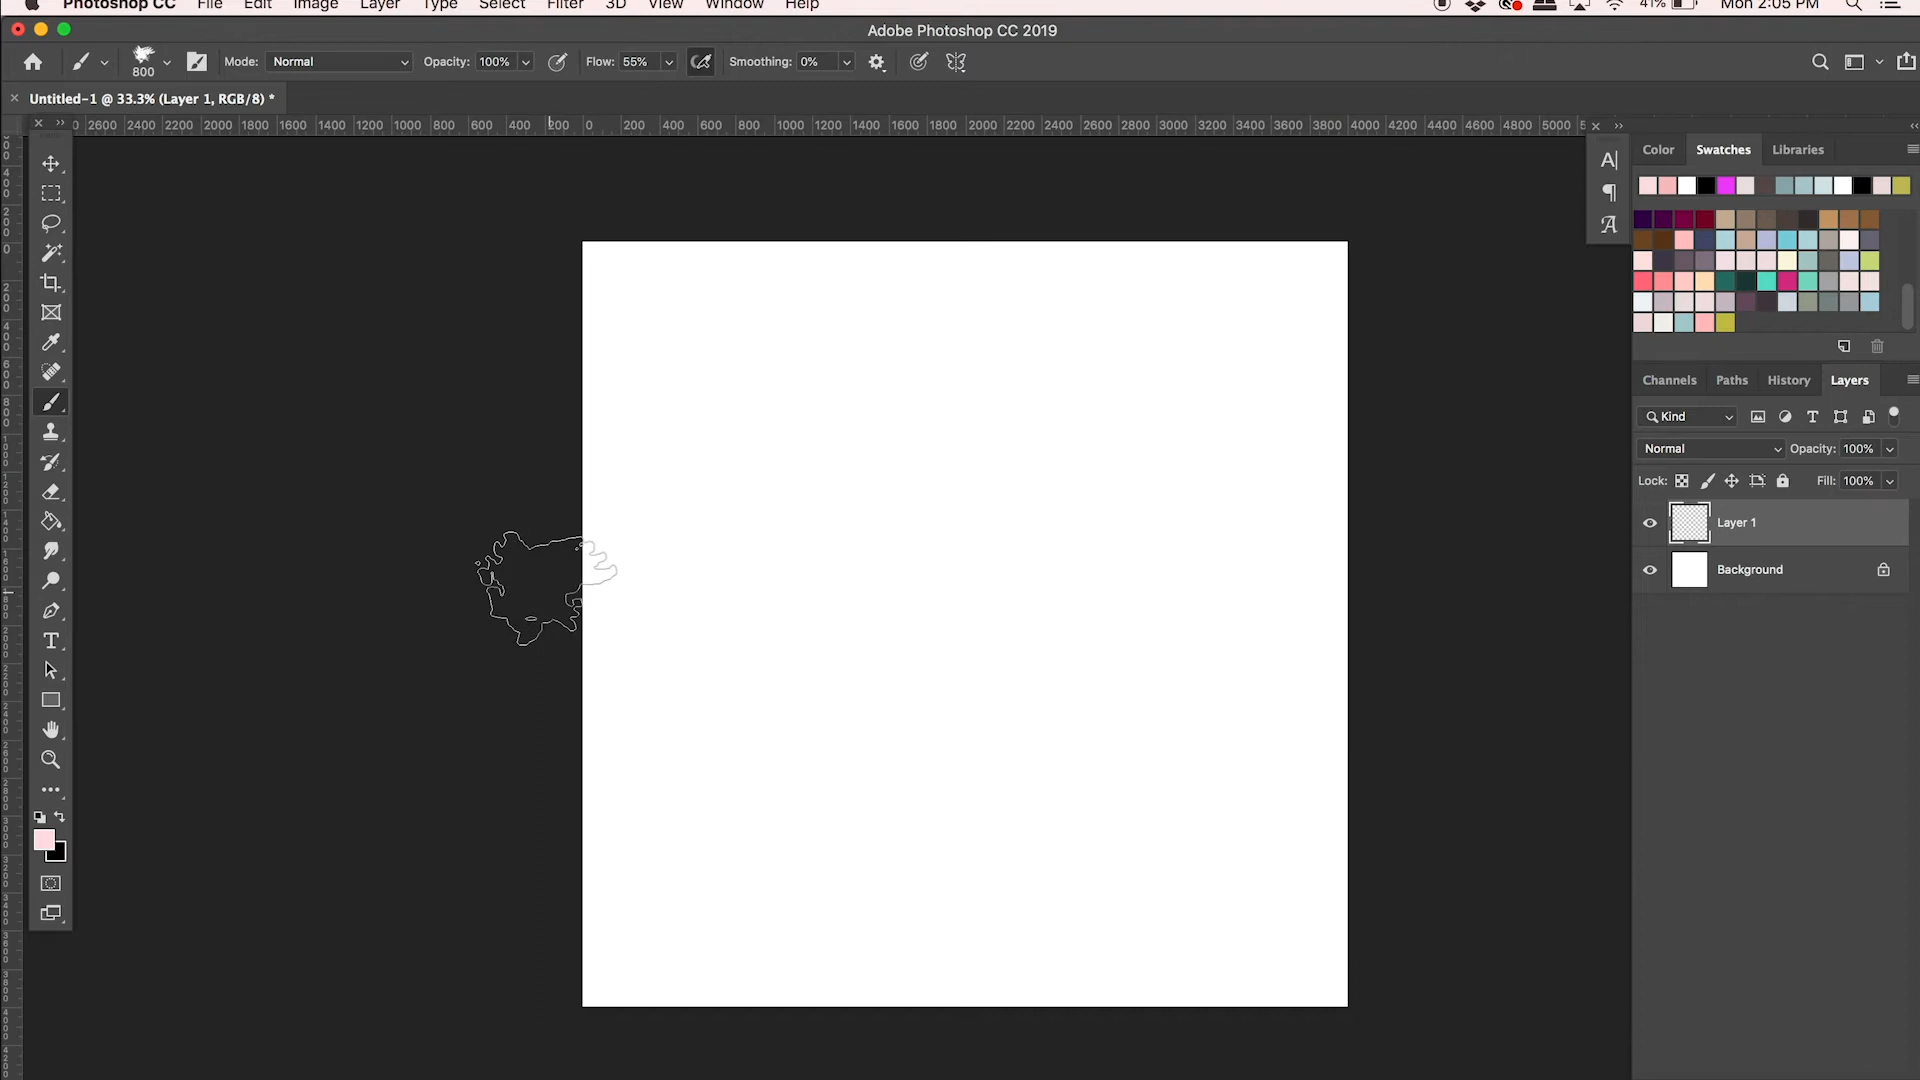 Photoshop CC File Edit Image Layer Type Select Filter 3D View Window Help 41% Mon 2:05 PM
Adobe Photoshop CC 2019
800 Mode: Normal Opacity: 100% Flow: 55% Smoothing: 0%
Untitled-1 @ 33.3% (Layer 1, RGB/8) *
2600 2400 2200 2000 1800 1600 1400 1200 1000 800 600 400 200 0 200 400 600 800 1000 1200 1400 1600 1800 2000 2200 2400 2600 2800 3000 3200 3400 3600 3800 4000 4200 4400 4600 4800 5000
Color Swatches Libraries
Channels Paths History Layers
Kind
Normal Opacity: 100%
Lock: Fill: 100%
Layer 1
Background